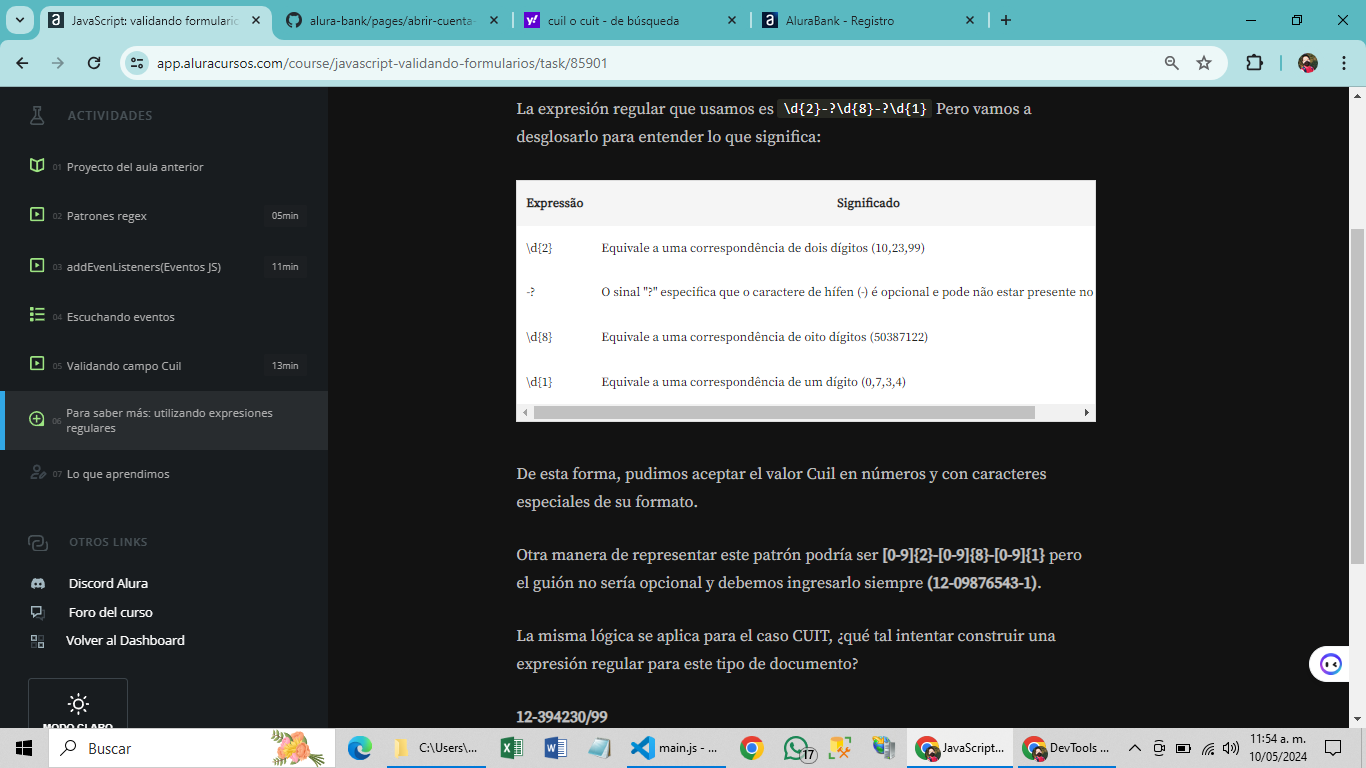 JavaScript: validando formulario
alura-bank/pages/abrir-cuenta-
cuil o cuit - de búsqueda
AluraBank - Registro
app.aluracursos.com/course/javascript-validando-formularios/task/85901
ACTIVIDADES
01 Proyecto del aula anterior
02 Patrones regex 05min
03 addEvenListeners(Eventos JS) 11min
04 Escuchando eventos
05 Validando campo Cuil 13min
06 Para saber más: utilizando expresiones
regulares
07 Lo que aprendimos
OTROS LINKS
Discord Alura
Foro del curso
Volver al Dashboard
MODO CLARO
La expresión regular que usamos es \d{2}-?\d{8}-?\d{1} Pero vamos a
desglosarlo para entender lo que significa:
Expressão Significado
\d{2} Equivale a uma correspondência de dois dígitos (10,23,99)
-? O sinal "?" especifica que o caractere de hífen (-) é opcional e pode não estar presente no
\d{8} Equivale a uma correspondência de oito dígitos (50387122)
\d{1} Equivale a uma correspondência de um dígito (0,7,3,4)
De esta forma, pudimos aceptar el valor Cuil en números y con caracteres
especiales de su formato.
Otra manera de representar este patrón podría ser [0-9]{2}-[0-9]{8}-[0-9]{1} pero
el guión no sería opcional y debemos ingresarlo siempre (12-09876543-1).
La misma lógica se aplica para el caso CUIT, ¿qué tal intentar construir una
expresión regular para este tipo de documento?
12-394230/99
Buscar
C:\Users\...
main.js - ...
17
JavaScript...
DevTools ...
11:54 a. m.
10/05/2024